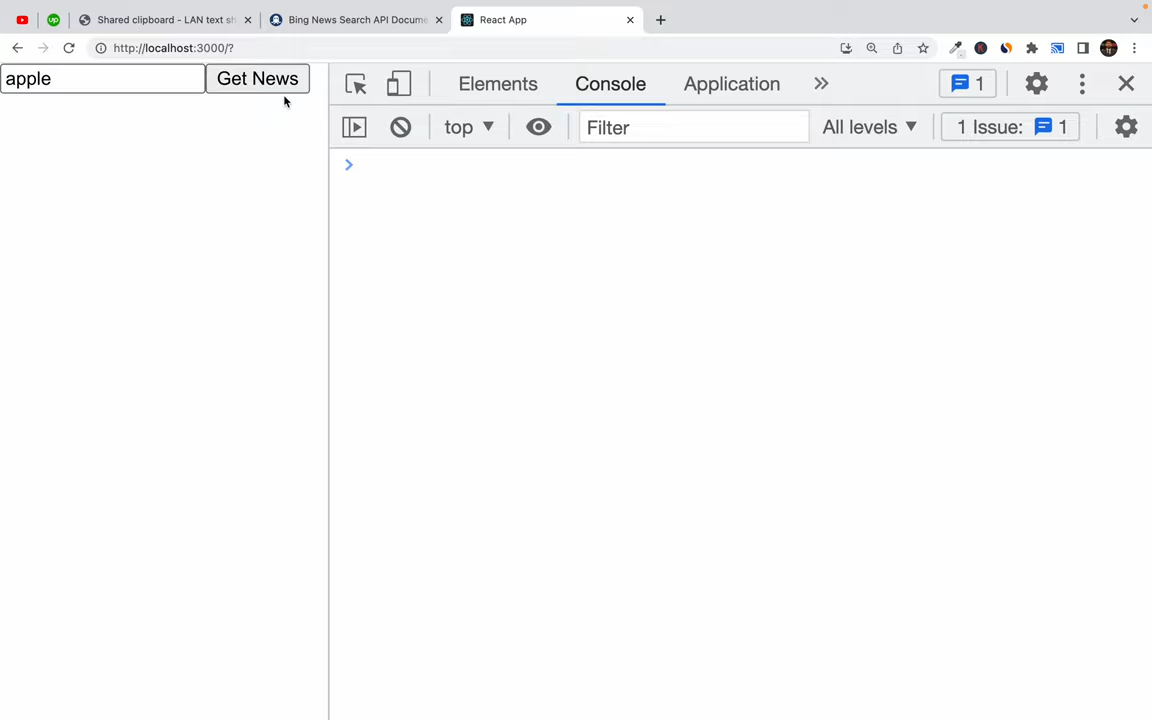 Shared clipboard - LAN text sh
Bing News Search API Docume
React App
http://localhost:3000/?
apple
Get News
Elements
Console
Application
1
top
Filter
All levels
1 Issue:
1